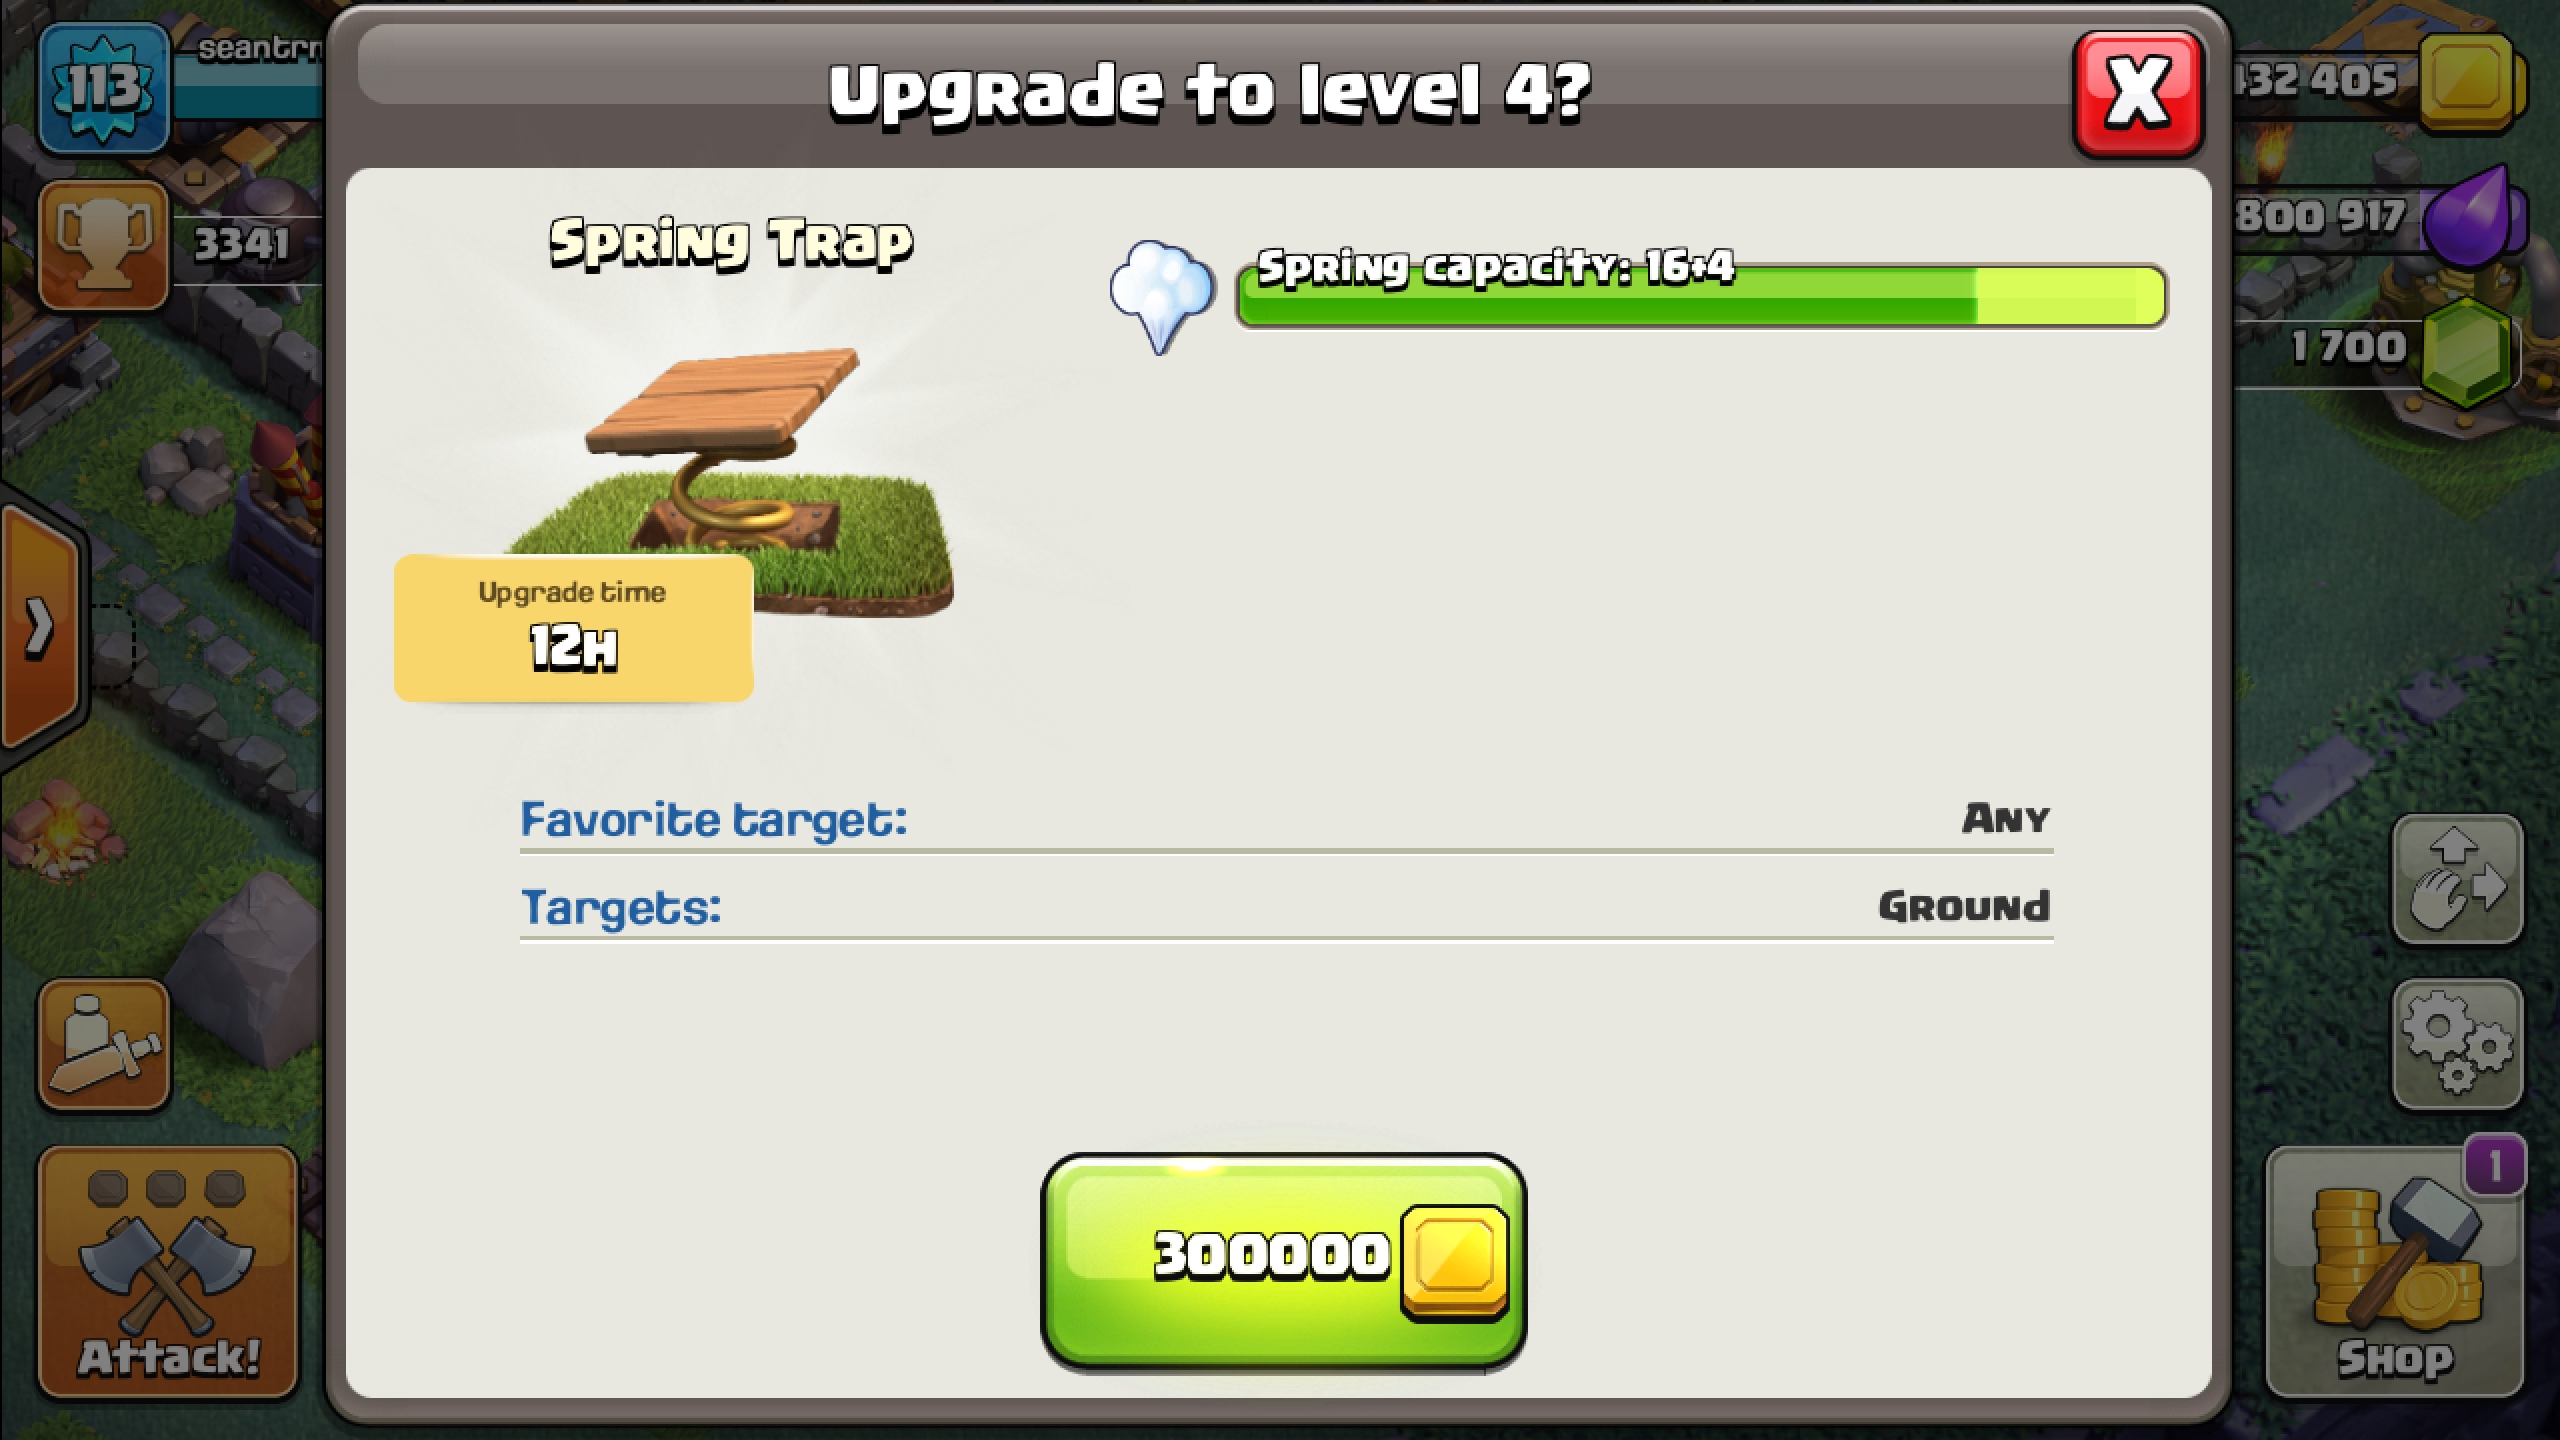 113
3341
Upgrade to level 4?
X
Spring Trap
Spring capacity: 16+4
Upgrade time
12H
Favorite target: Any
Targets: Ground
300000
432 405
800 917
1 700
Attack!
1
Shop